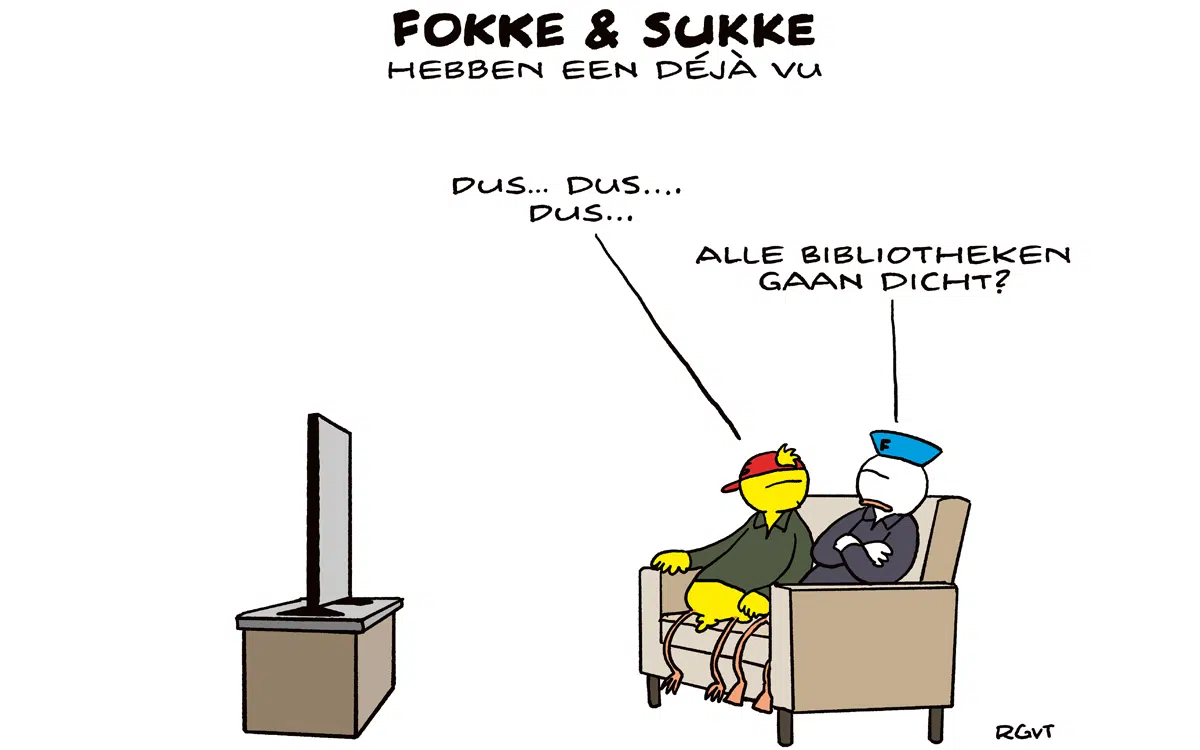 FOKKE & SUKKE
HEBBEN EEN DÉJÀ VU
DUS... DUS....
DUS...
ALLE BIBLIOTHEKEN
GAAN DICHT?
F
RGvT